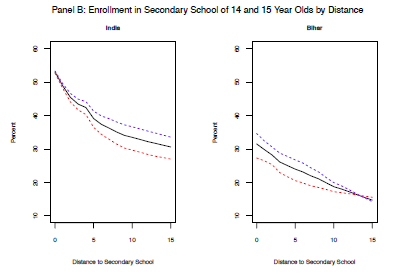 Panel B: Enrollment in Secondary School of 14 and 15 Year Olds by Distance
India
Bihar
Percent
60
50
40
30
20
10
0
5
10
15
Distance to Secondary School
Percent
60
50
40
30
20
10
0
5
10
15
Distance to Secondary School